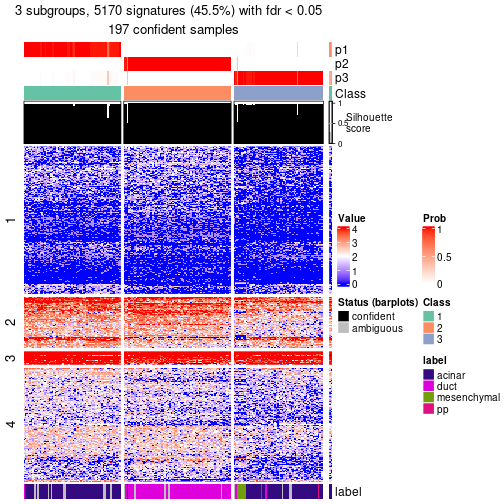 3 subgroups, 5170 signatures (45.5%) with fdr < 0.05
197 confident samples
p1
p2
p3
Class
1
0.5
0
Silhouette
score
1
2
3
4
label
Value
4
3
2
1
0
Prob
1
0.5
0
Status (barplots)
confident
ambiguous
Class
1
2
3
label
acinar
duct
mesenchymal
pp